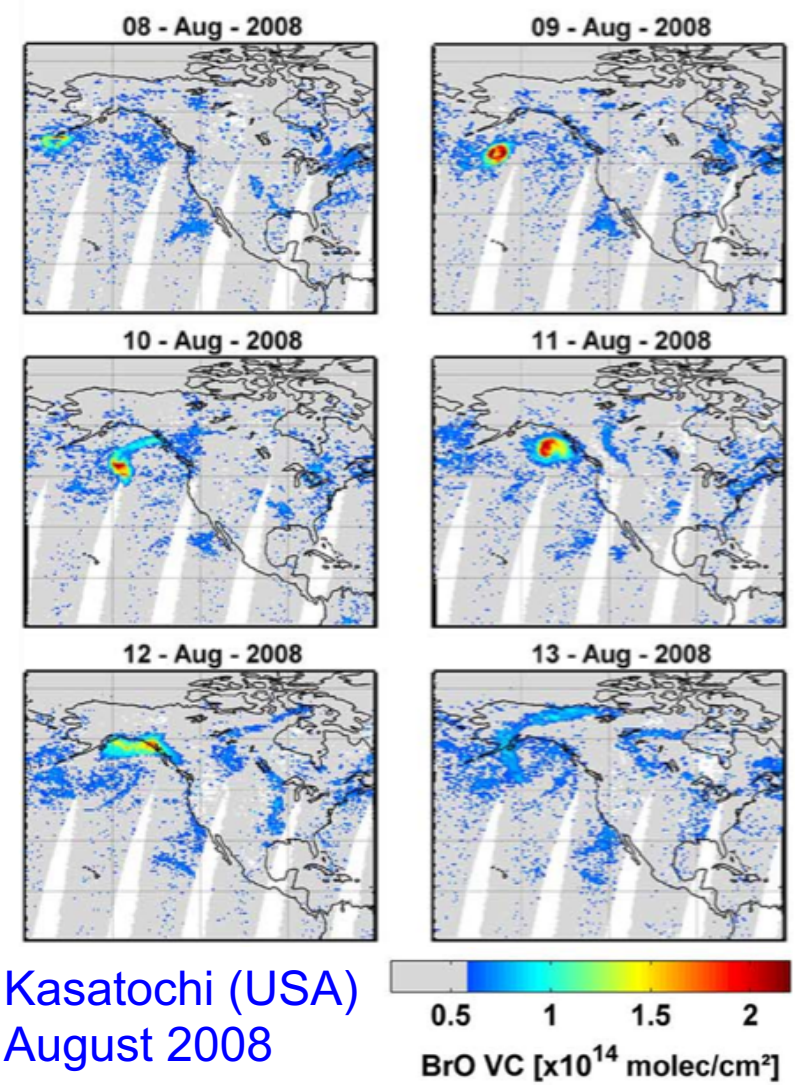 08 - Aug - 2008
09 - Aug - 2008
10 - Aug - 2008
11 - Aug - 2008
12 - Aug - 2008
13 - Aug - 2008
Kasatochi (USA)
August 2008
0.5 1 1.5 2
BrO VC [x10¹⁴ molec/cm²]